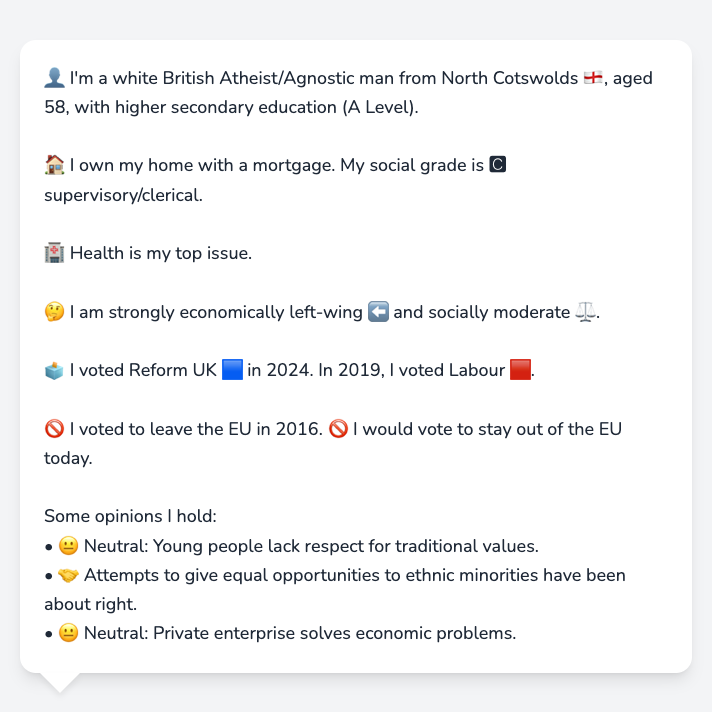 👤 I'm a white British Atheist/Agnostic man from North Cotswolds 🏴󠁧󠁢󠁥󠁮󠁧󠁿, aged
58, with higher secondary education (A Level).
🏠 I own my home with a mortgage. My social grade is 🅲
supervisory/clerical.
🏥 Health is my top issue.
🤔 I am strongly economically left-wing ⬅️ and socially moderate ⚖️.
🗳️ I voted Reform UK 🟦 in 2024. In 2019, I voted Labour 🟥.
🚫 I voted to leave the EU in 2016. 🚫 I would vote to stay out of the EU
today.
Some opinions I hold:
• 😐 Neutral: Young people lack respect for traditional values.
• 🤝 Attempts to give equal opportunities to ethnic minorities have been
about right.
• 😐 Neutral: Private enterprise solves economic problems.